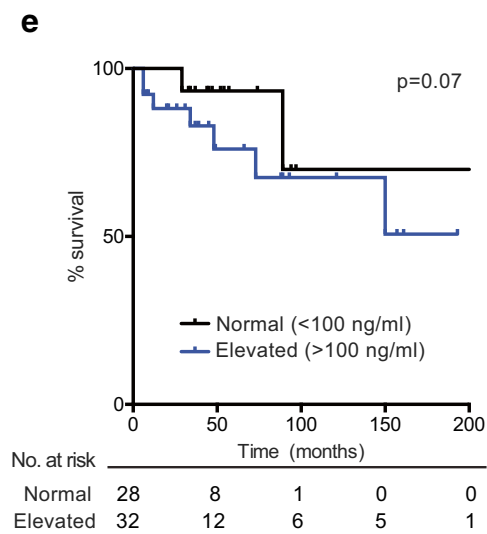 e
p=0.07
% survival
100
50
0
Normal (<100 ng/ml)
Elevated (>100 ng/ml)
0 50 100 150 200
Time (months)
No. at risk
Normal 28 8 1 0 0
Elevated 32 12 6 5 1